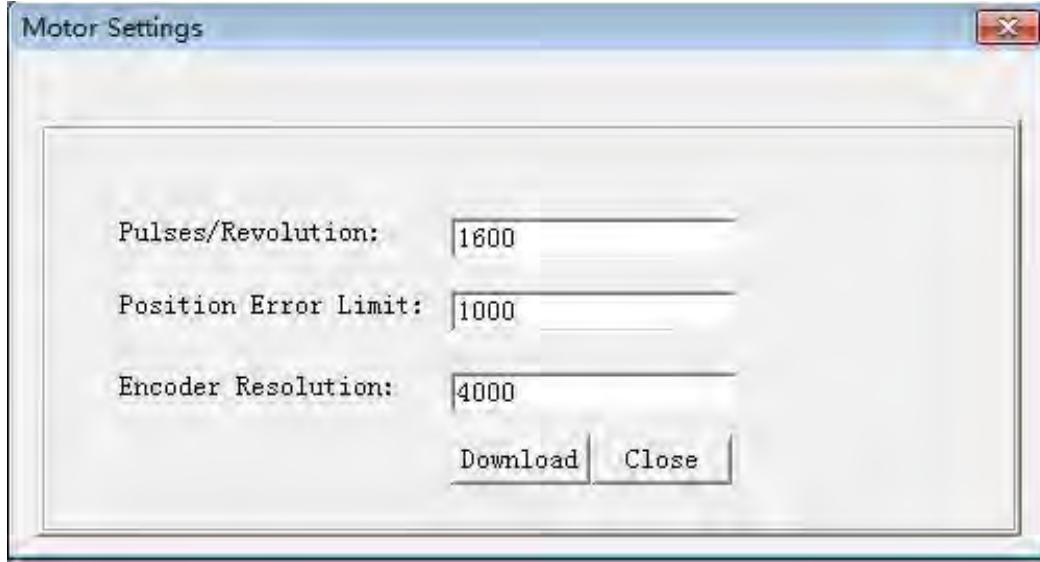 Motor Settings
Pulses/Revolution: 1600
Position Error Limit: 1000
Encoder Resolution: 4000
Download Close